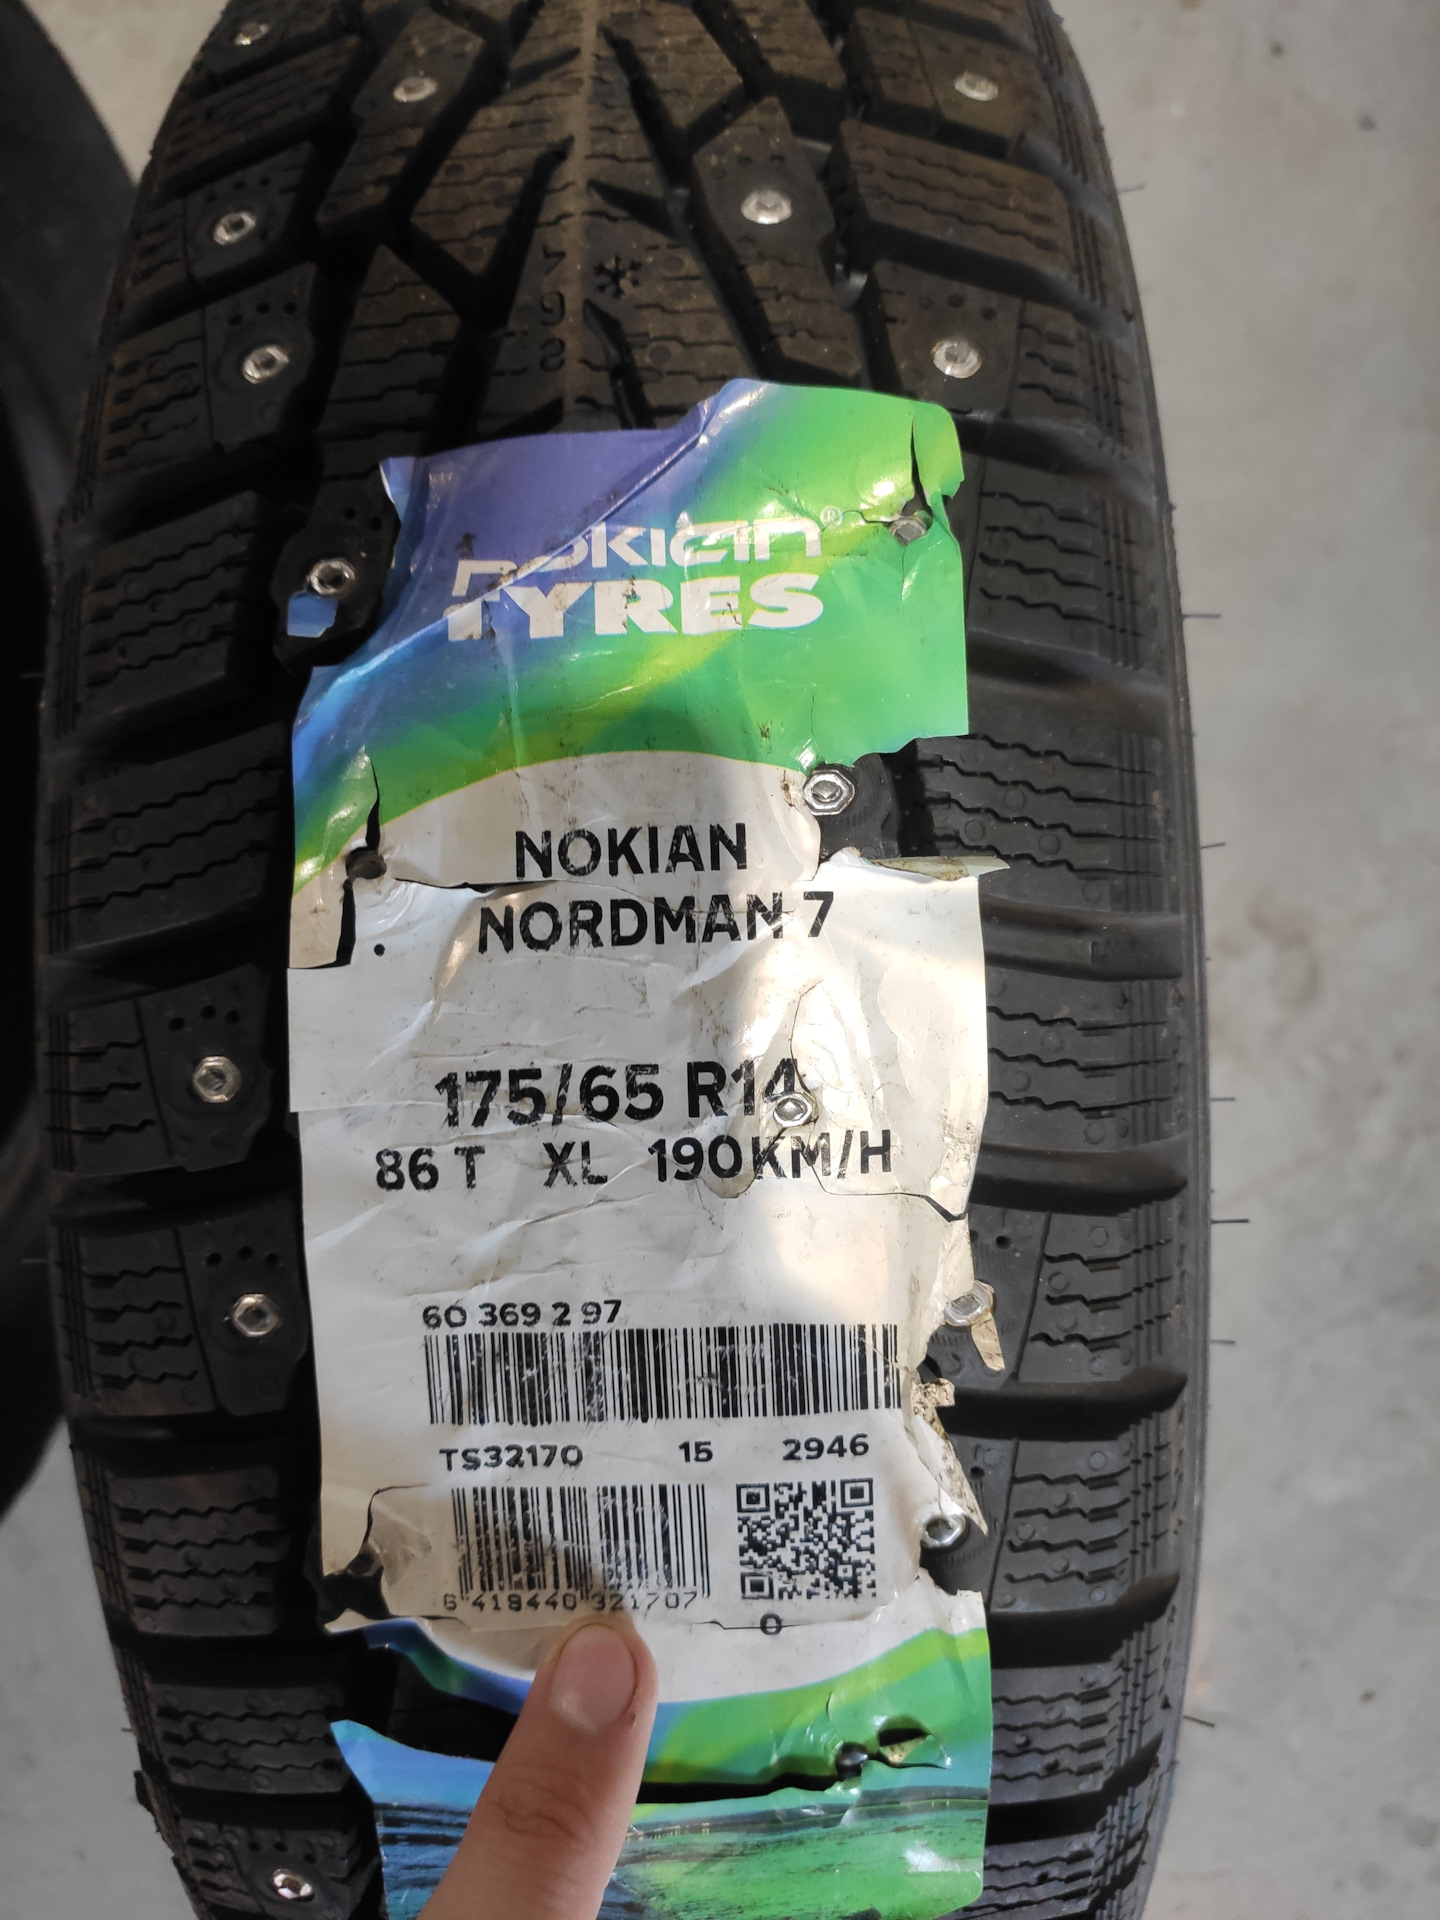 NOKIAN®
TYRES
NOKIAN
NORDMAN 7
175/65 R14
86 T XL 190KM/H
60 369 2 97
TS32170 15 2946
6 418440 321707
0